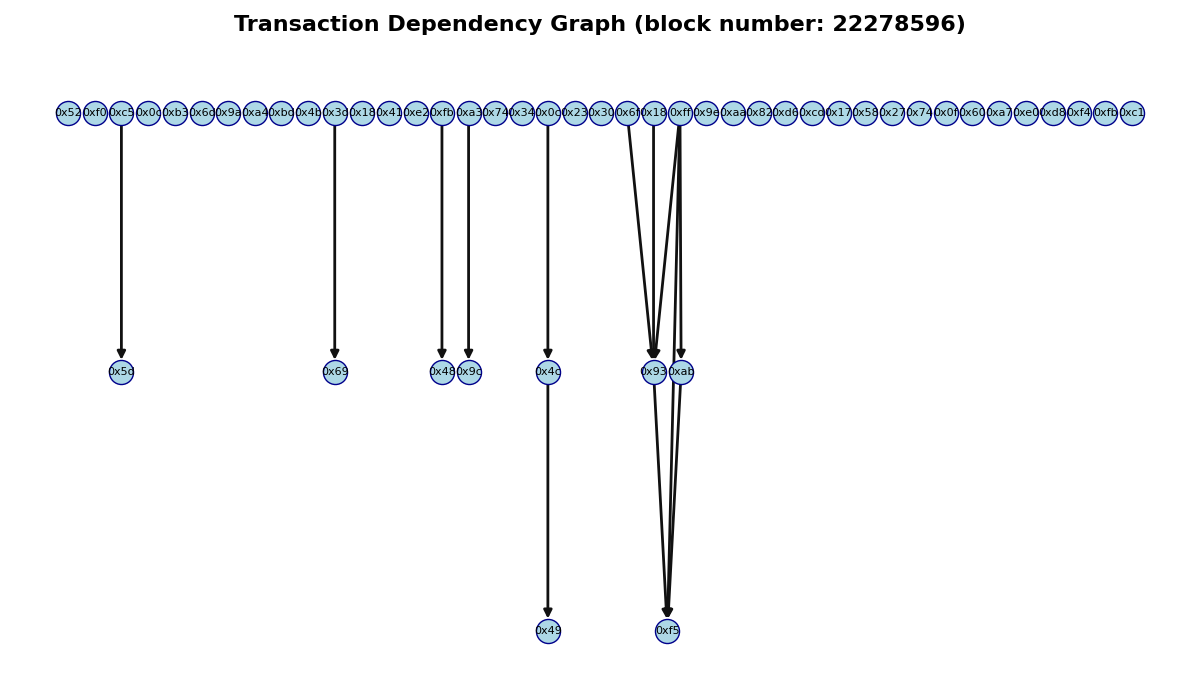 Transaction Dependency Graph (block number: 22278596)
0x52 0xf0 0xc5 0x0c 0xb3 0x6d 0x9a 0xa4 0xbd 0x4b 0x3d 0x18 0x41 0xe2 0xfb 0xa3 0x74 0x34 0x0c 0x23 0x30 0x6f 0x18 0xff 0x9e 0xaa 0x82 0xd6 0xcd 0x17 0x58 0x27 0x74 0x0f 0x60 0xa7 0xe0 0xd8 0xf4 0xfb 0xc1
0x5d 0x69 0x48 0x9c 0x4c 0x93 0xab
0x49 0xf5